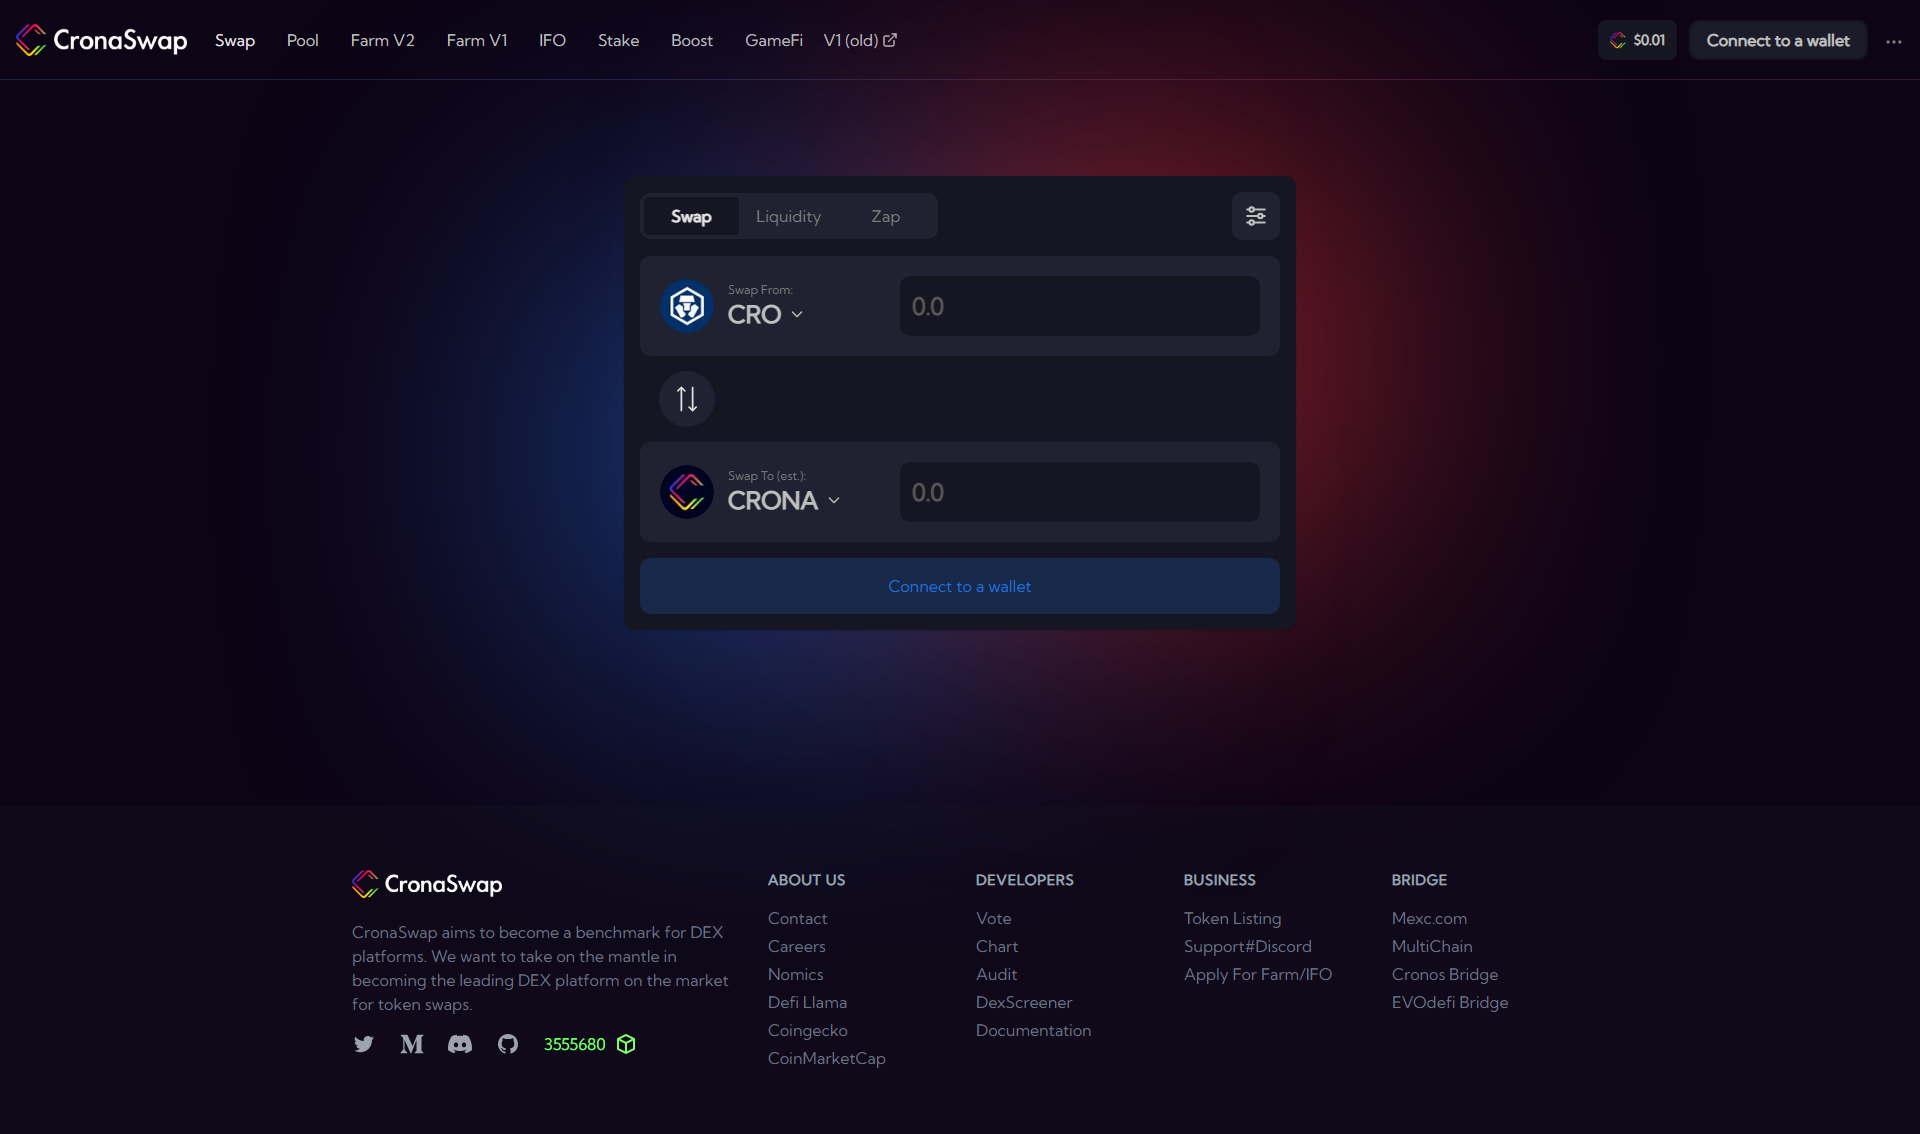 CronaSwap
Swap
Pool
Farm V2
Farm V1
IFO
Stake
Boost
GameFi
V1 (old)
$0.01
Connect to a wallet
Swap
Liquidity
Zap
Swap From:
CRO
0.0
Swap To (est.):
CRONA
0.0
Connect to a wallet
CronaSwap
CronaSwap aims to become a benchmark for DEX
platforms. We want to take on the mantle in
becoming the leading DEX platform on the market
for token swaps.
3555680
ABOUT US
Contact
Careers
Nomics
Defi Llama
Coingecko
CoinMarketCap
DEVELOPERS
Vote
Chart
Audit
DexScreener
Documentation
BUSINESS
Token Listing
Support#Discord
Apply For Farm/IFO
BRIDGE
Mexc.com
MultiChain
Cronos Bridge
EVOdefi Bridge